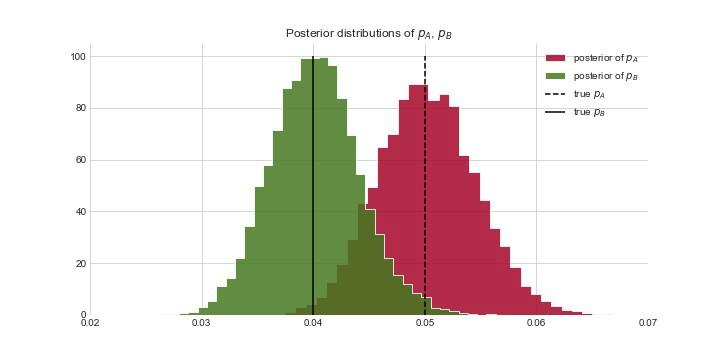 Posterior distributions of p_A, p_B
posterior of p_A
posterior of p_B
true p_A
true p_B
100
80
60
40
20
0
0.02 0.03 0.04 0.05 0.06 0.07